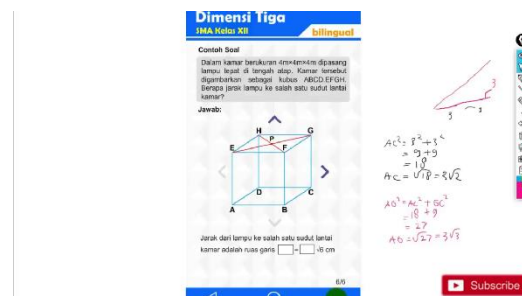 Dimensi Tiga
SMA Kelas XII
bilingual
Contoh Soal
Dalam kamar berukuran 4m×4m×4m dipasang
lampu tepat di tengah atap. Kamar tersebut
digambarkan sebagai kubus ABCD.EFGH.
Berapa jarak lampu ke salah satu sudut lantai
kamar?
Jawab:
H
G
P
E
F
D
C
A
B
Jarak dari lampu ke salah satu sudut lantai
kamar adalah ruas garis = √6 cm
6/6
3
3
3
AC² = 3² + 3²
= 9 + 9
= 18
AC = √18 = 3√2
AG² = AC² + GC²
= 18 + 9
= 27
AG = √27 = 3√3
Subscribe